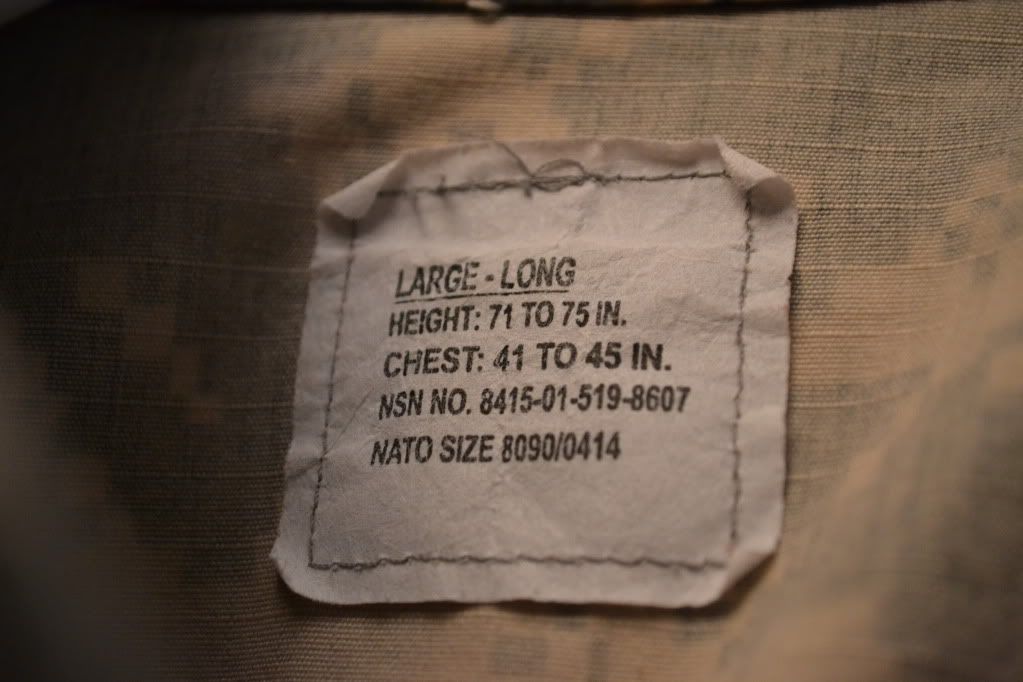 LARGE - LONG
HEIGHT: 71 TO 75 IN.
CHEST: 41 TO 45 IN.
NSN NO. 8415-01-519-8607
NATO SIZE 8090/0414